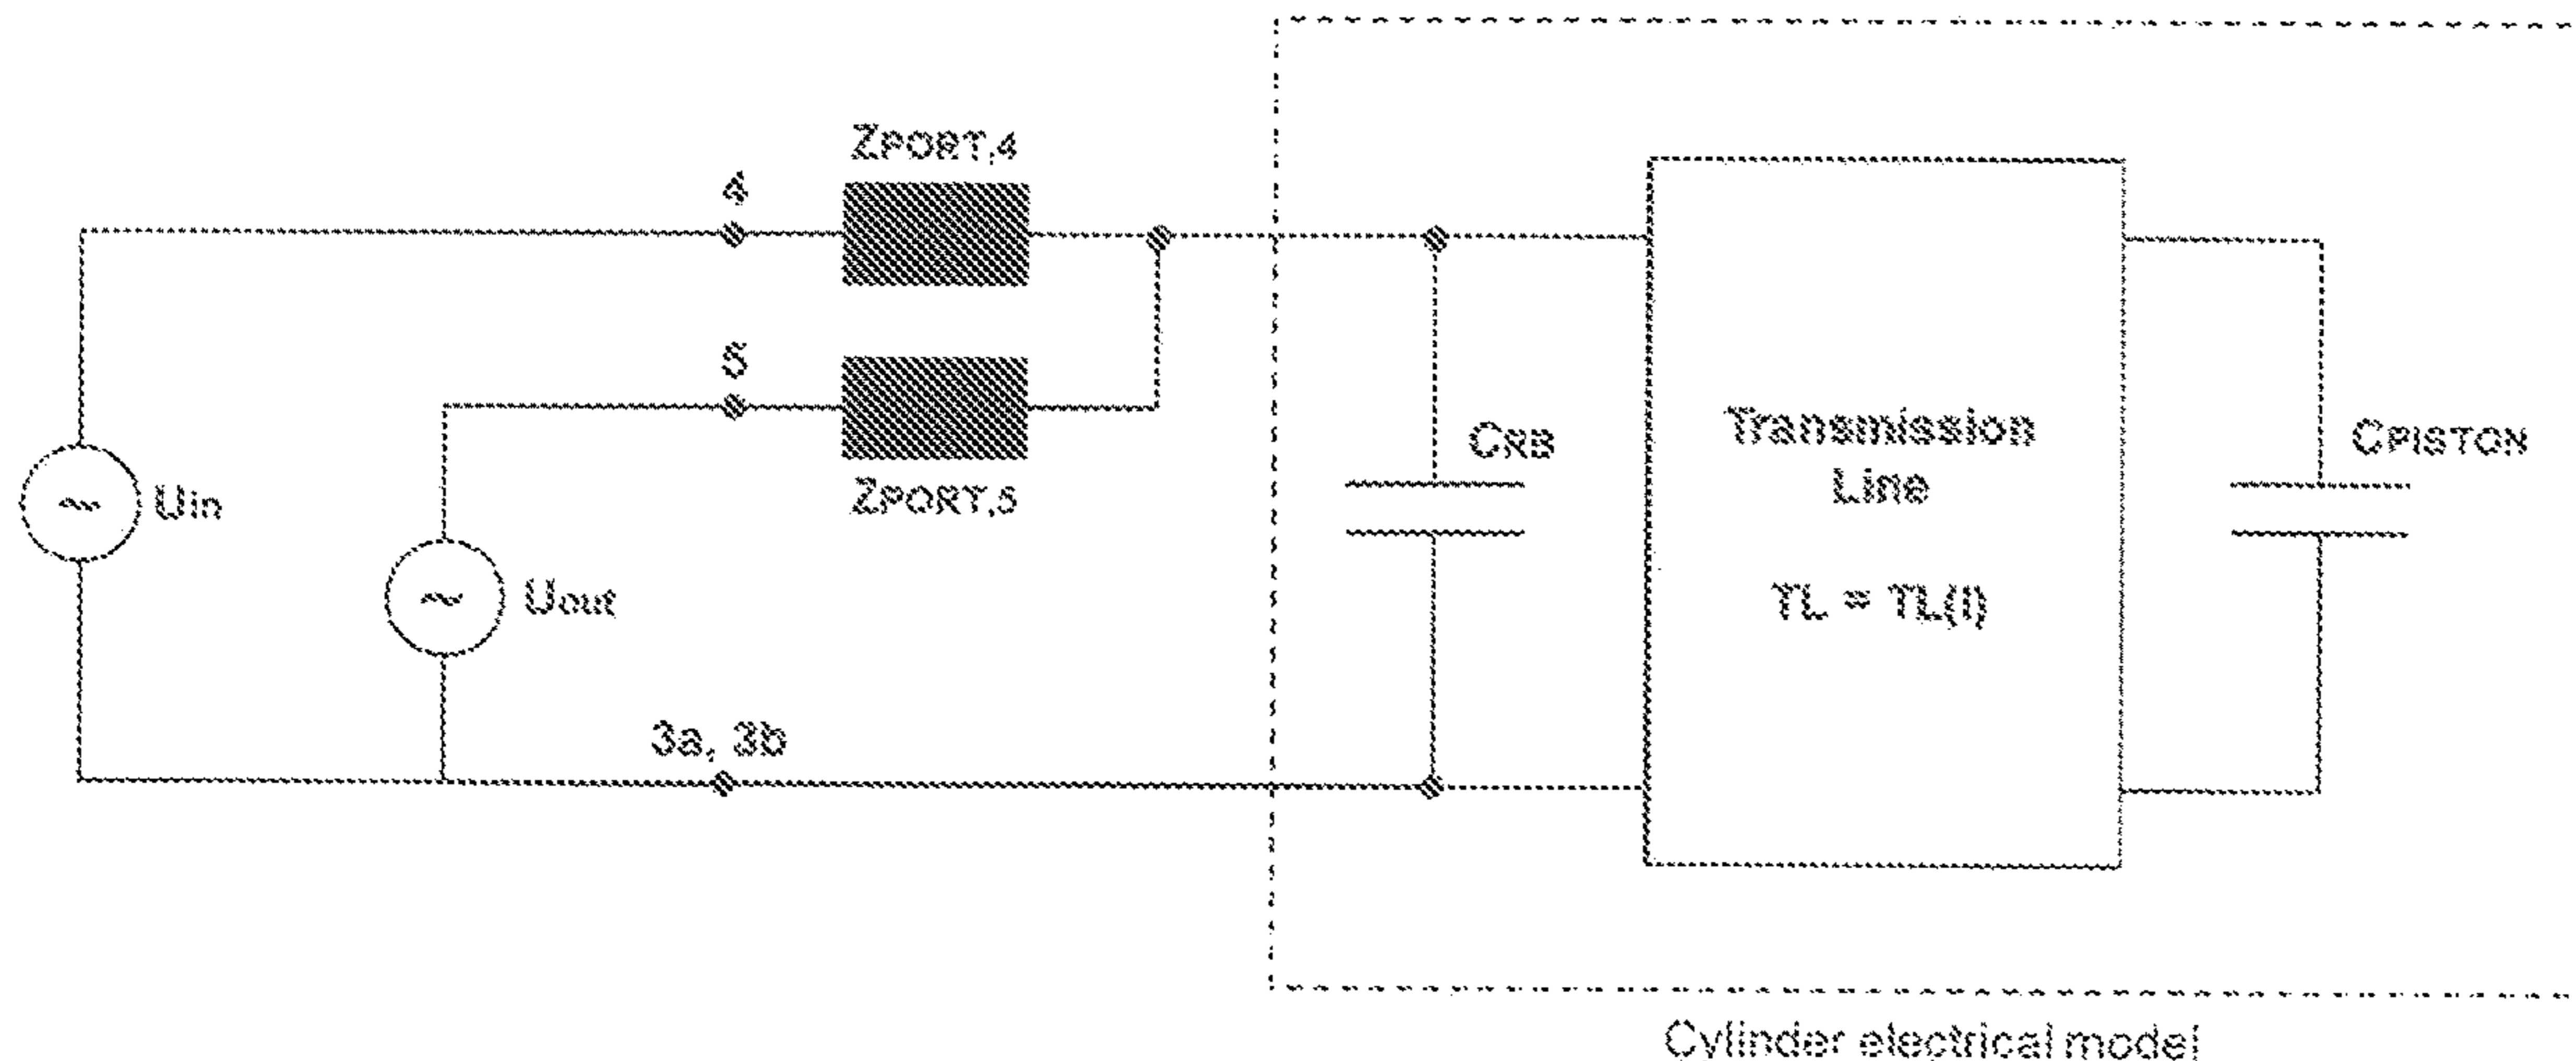 ZPORT,4
4
5
ZPORT,5
Uin
Uout
3a, 3b
CRB
Transmission
Line
TL = TL(l)
CPISTON
Cylinder electrical model